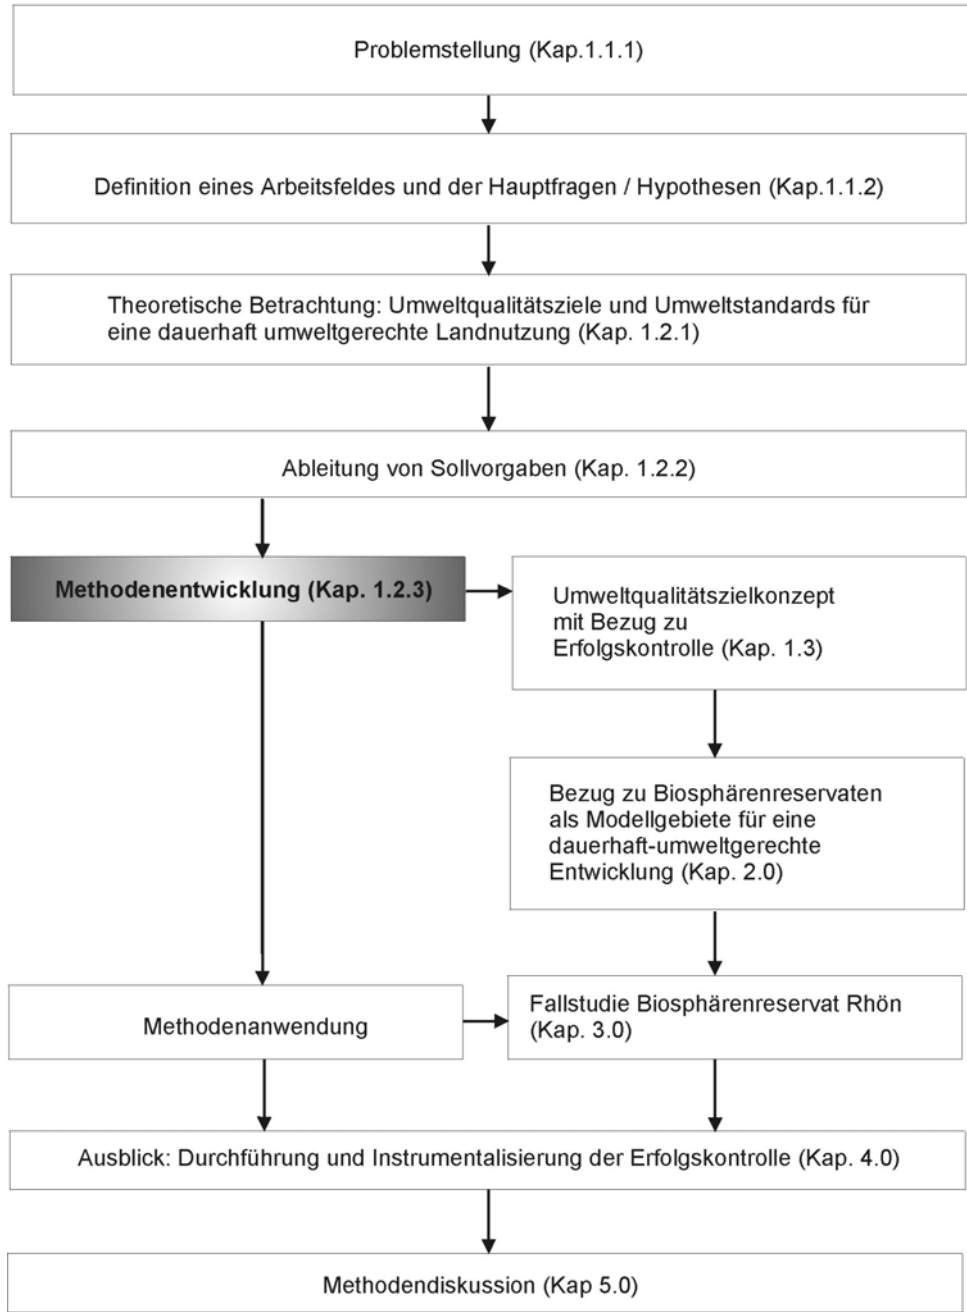 Problemstellung (Kap.1.1.1)
Definition eines Arbeitsfeldes und der Hauptfragen / Hypothesen (Kap.1.1.2)
Theoretische Betrachtung: Umweltqualitätsziele und Umweltstandards für
eine dauerhaft umweltgerechte Landnutzung (Kap. 1.2.1)
Ableitung von Sollvorgaben (Kap. 1.2.2)
Methodenentwicklung (Kap. 1.2.3)
Umweltqualitätszielkonzept
mit Bezug zu
Erfolgskontrolle (Kap. 1.3)
Bezug zu Biosphärenreservaten
als Modellgebiete für eine
dauerhaft-umweltgerechte
Entwicklung (Kap. 2.0)
Methodenanwendung
Fallstudie Biosphärenreservat Rhön
(Kap. 3.0)
Ausblick: Durchführung und Instrumentalisierung der Erfolgskontrolle (Kap. 4.0)
Methodendiskussion (Kap 5.0)